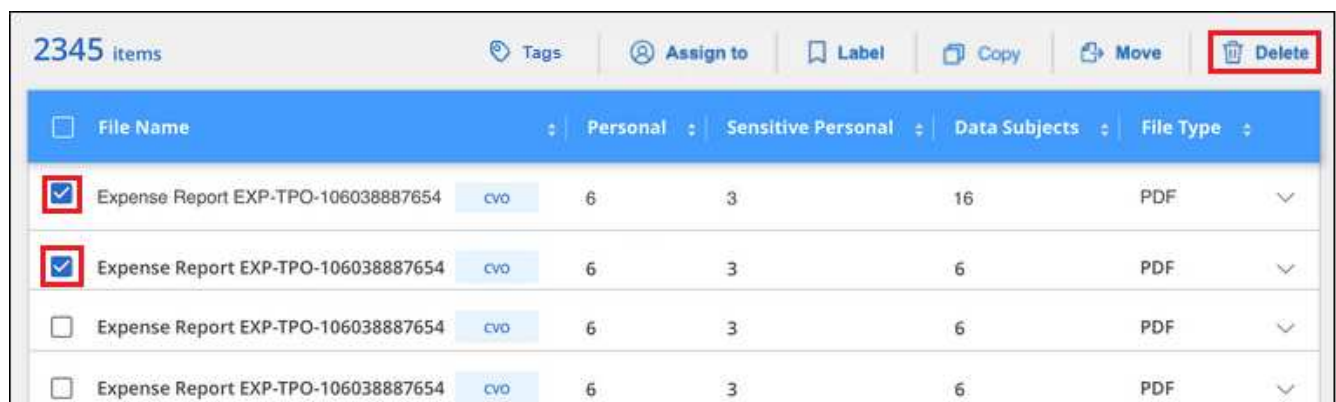 2345 items Tags Assign to Label Copy Move Delete
File Name Personal Sensitive Personal Data Subjects File Type
Expense Report EXP-TPO-106038887654 CVO 6 3 16 PDF
Expense Report EXP-TPO-106038887654 CVO 6 3 6 PDF
Expense Report EXP-TPO-106038887654 CVO 6 3 6 PDF
Expense Report EXP-TPO-106038887654 CVO 6 3 6 PDF